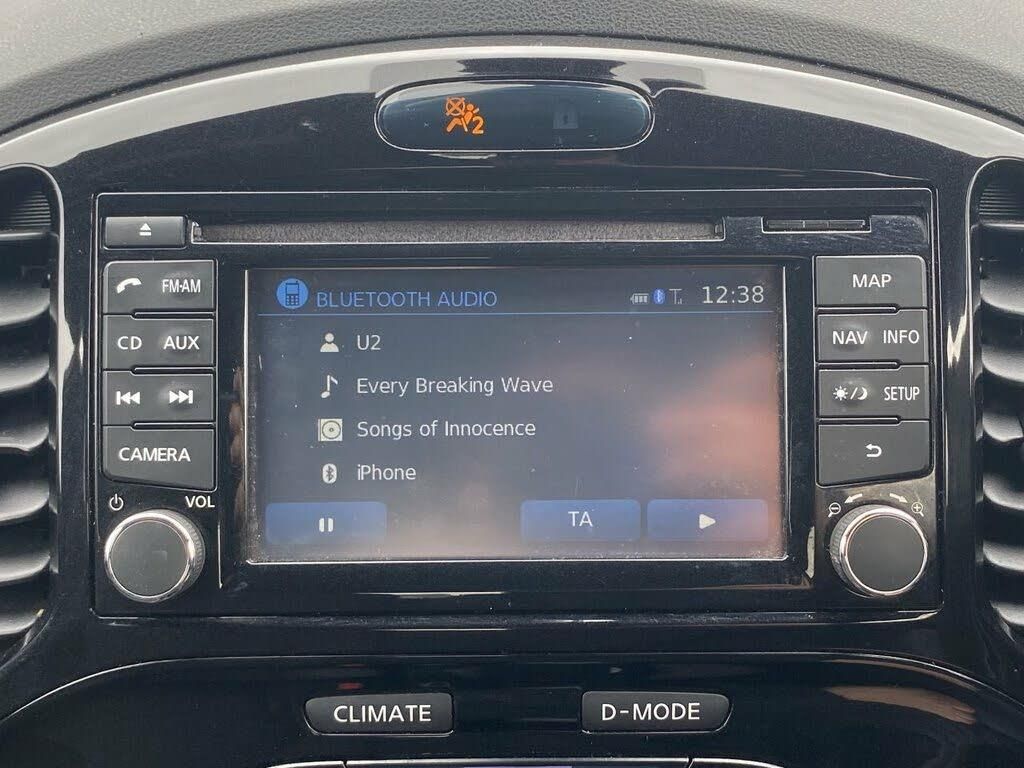 2
FM·AM
CD AUX
CAMERA
VOL
BLUETOOTH AUDIO 12:38
U2
Every Breaking Wave
Songs of Innocence
iPhone
TA
MAP
NAV INFO
SETUP
CLIMATE
D-MODE